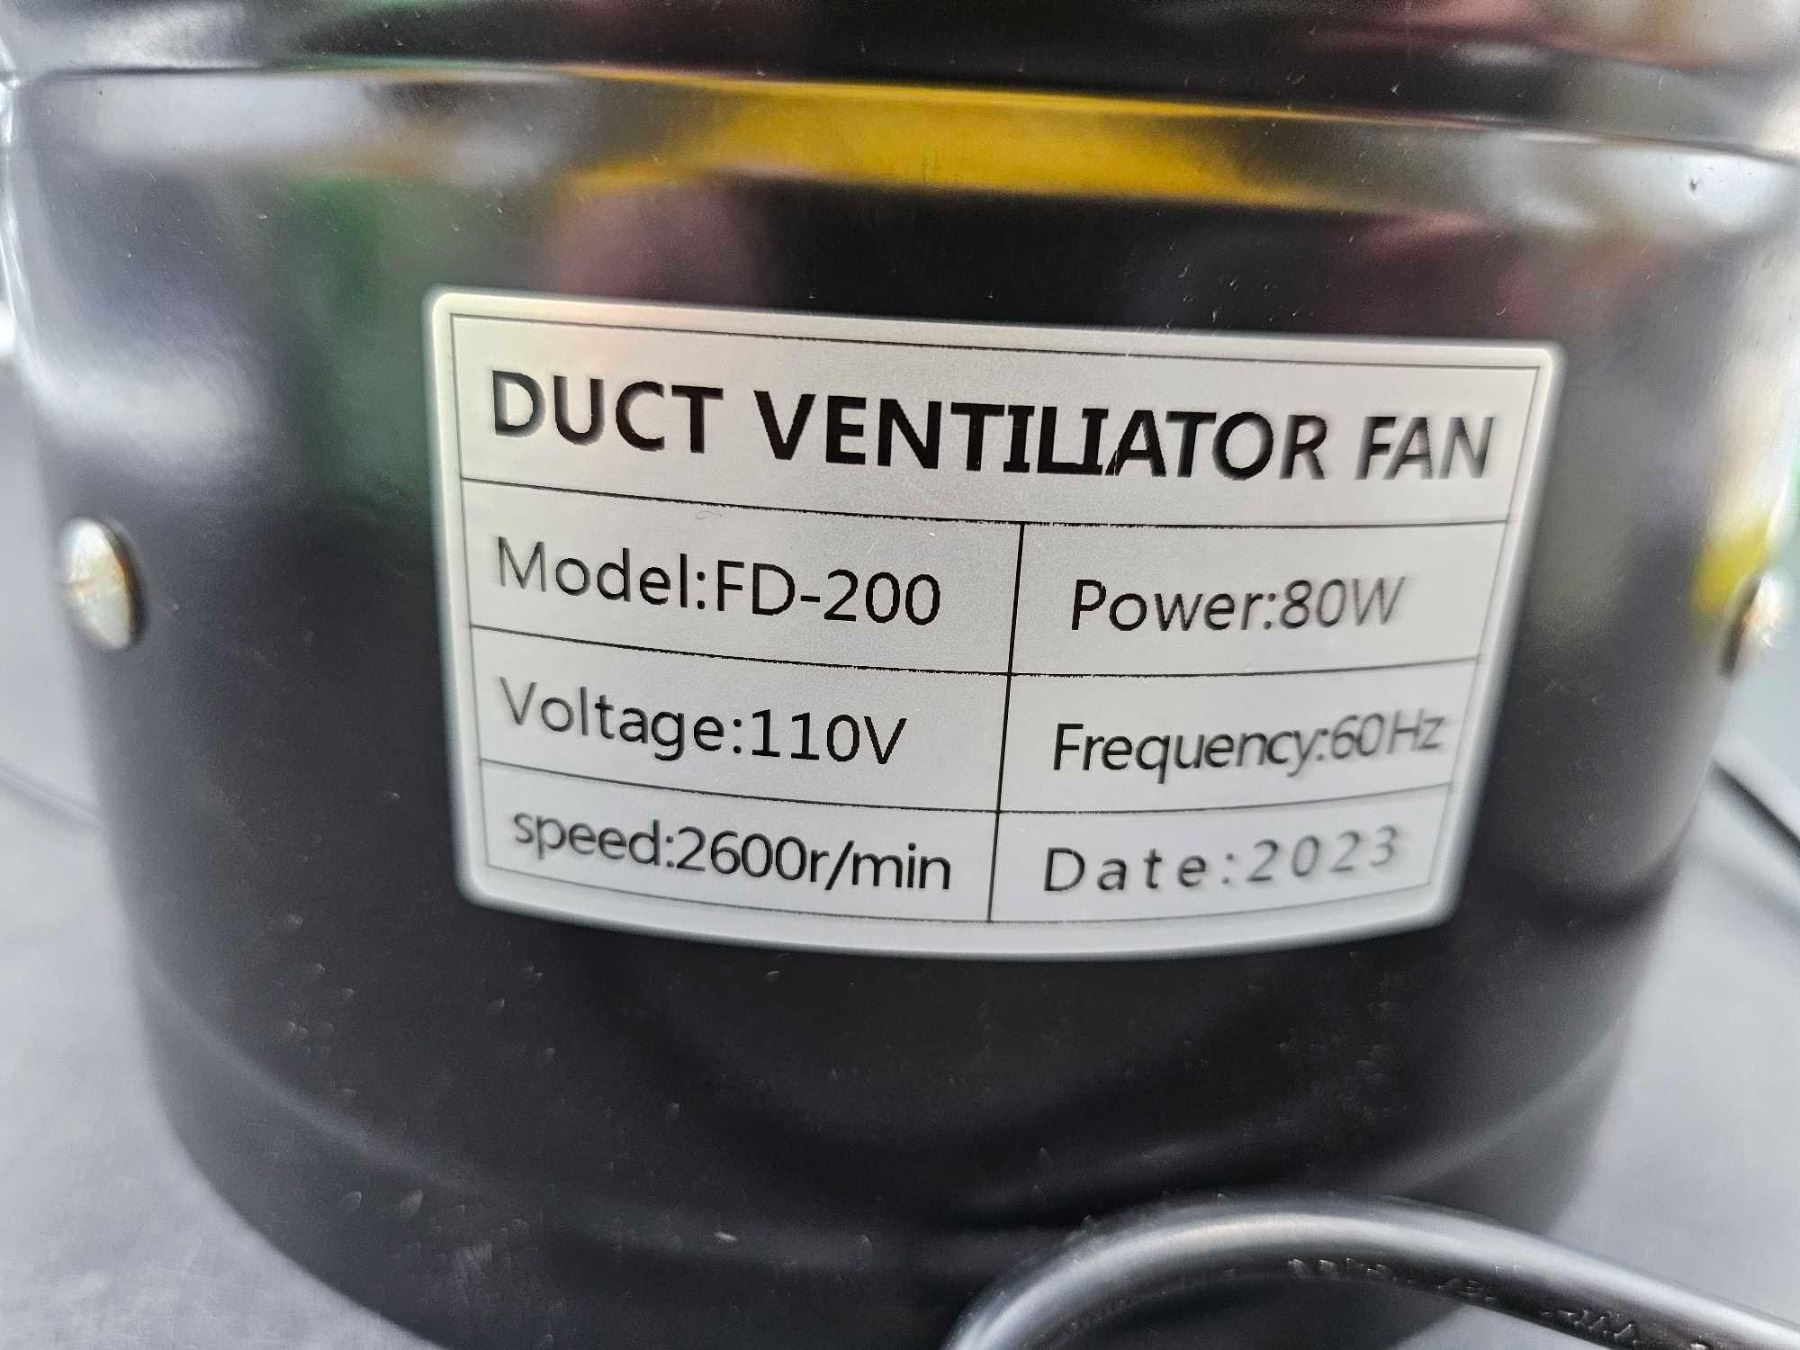 DUCT VENTILIATOR FAN
Model:FD-200
Power:80W
Voltage:110V
Frequency:60Hz
speed:2600r/min
Date:2023